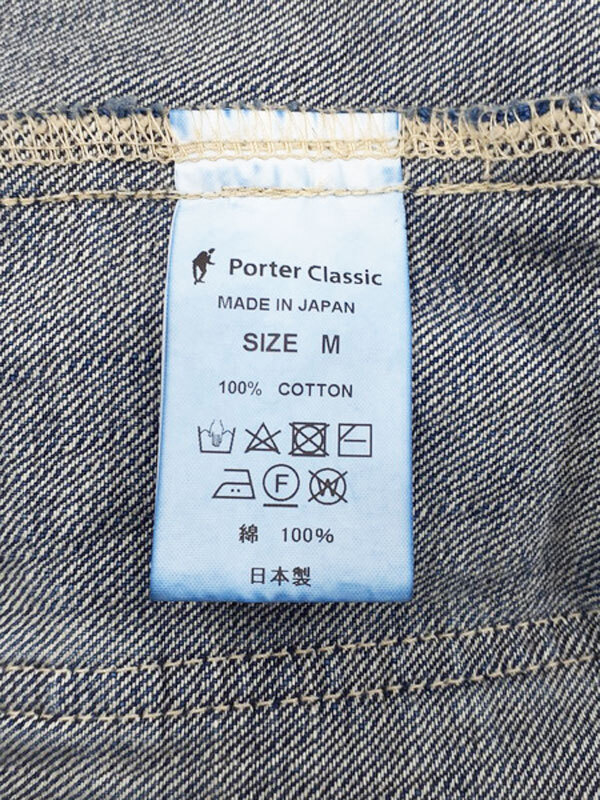 Porter Classic
MADE IN JAPAN
SIZE M
100% COTTON
F W
綿 100%
日本製